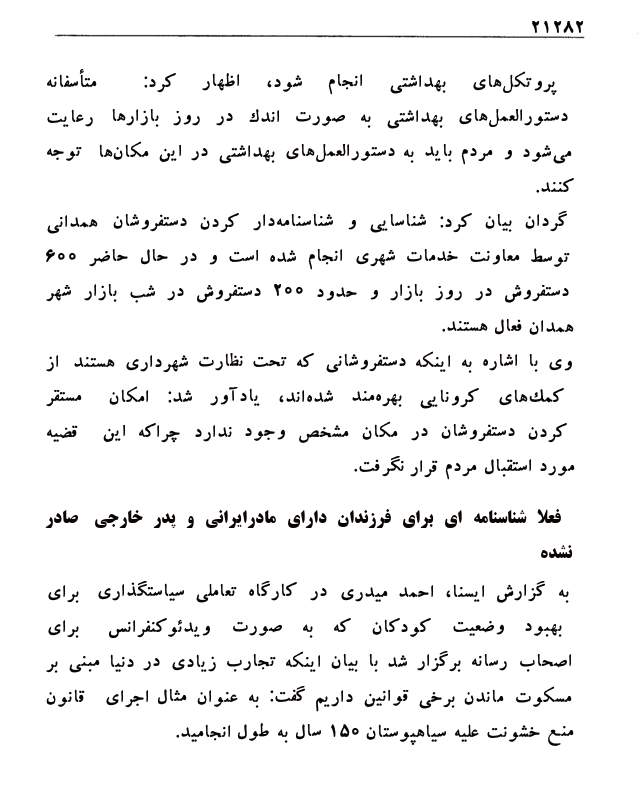 ۲۱۲۸۲
پروتکل‌های بهداشتی انجام شود، اظهار کرد: متأسفانه
دستورالعمل‌های بهداشتی به صورت اندك در روز بازارها رعایت
می‌شود و مردم باید به دستورالعمل‌های بهداشتی در این مکان‌ها توجه
کنند.
گردان بیان کرد: شناسایی و شناسنامه‌دار کردن دستفروشان همدانی
توسط معاونت خدمات شهری انجام شده است و در حال حاضر ۶۰۰
دستفروش در روز بازار و حدود ۲۰۰ دستفروش در شب بازار شهر
همدان فعال هستند.
وی با اشاره به اینکه دستفروشانی که تحت نظارت شهرداری هستند از
کمك‌های کرونایی بهره‌مند شده‌اند، یادآور شد: امکان مستقر
کردن دستفروشان در مکان مشخص وجود ندارد چراکه این قضیه
مورد استقبال مردم قرار نگرفت.
فعلا شناسنامه ای برای فرزندان دارای مادرایرانی و پدر خارجی صادر
نشده
به گزارش ایسنا، احمد میدری در کارگاه تعاملی سیاستگذاری برای
بهبود وضعیت کودکان که به صورت ویدئوکنفرانس برای
اصحاب رسانه برگزار شد با بیان اینکه تجارب زیادی در دنیا مبنی بر
مسکوت ماندن برخی قوانین داریم گفت: به عنوان مثال اجرای قانون
منع خشونت علیه سیاهپوستان ۱۵۰ سال به طول انجامید.